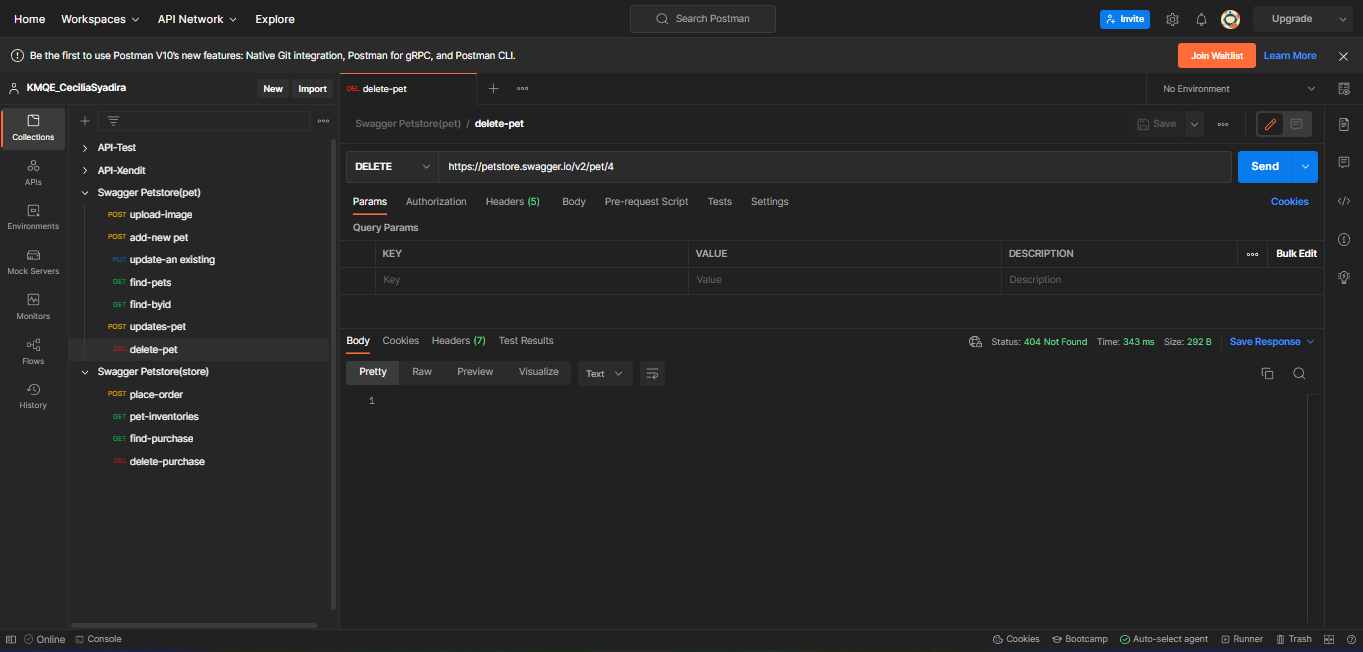 Home Workspaces API Network Explore Search Postman Invite Upgrade
Be the first to use Postman V10's new features: Native Git integration, Postman for gRPC, and Postman CLI. Join Waitlist Learn More
KMQE_CeciliaSyadira New Import DEL delete-pet No Environment
Collections
APIs
Environments
Mock Servers
Monitors
Flows
History
API-Test
API-Xendit
Swagger Petstore(pet)
POST upload-image
POST add-new pet
PUT update-an existing
GET find-pets
GET find-byid
POST updates-pet
DEL delete-pet
Swagger Petstore(store)
POST place-order
GET pet-inventories
GET find-purchase
DEL delete-purchase
Swagger Petstore(pet) / delete-pet Save
DELETE https://petstore.swagger.io/v2/pet/4 Send
Params Authorization Headers (5) Body Pre-request Script Tests Settings Cookies
Query Params
KEY VALUE DESCRIPTION Bulk Edit
Key Value Description
Body Cookies Headers (7) Test Results Status: 404 Not Found Time: 343 ms Size: 292 B Save Response
Pretty Raw Preview Visualize Text
1
Online Console Cookies Bootcamp Auto-select agent Runner Trash